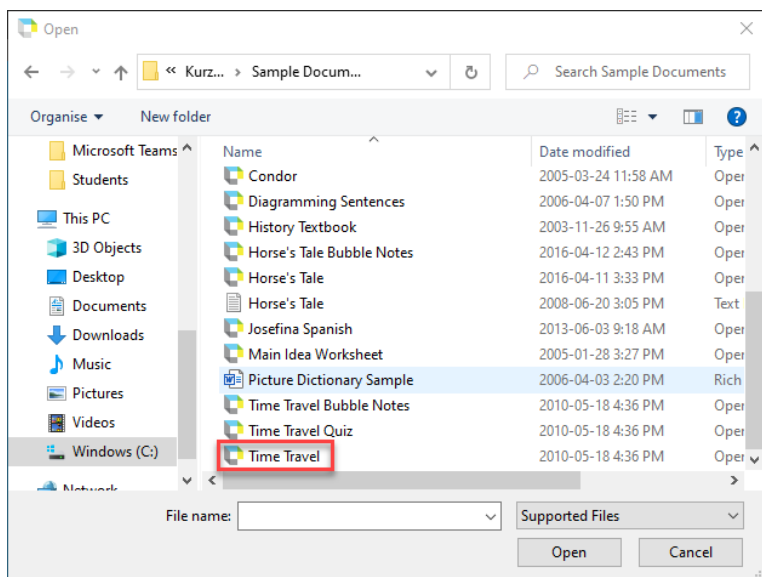 Open
« Kurz... › Sample Docum...
Search Sample Documents
Organise
New folder
?
Microsoft Teams
Students
This PC
3D Objects
Desktop
Documents
Downloads
Music
Pictures
Videos
Windows (C:)
Network
Name Date modified Type
Condor 2005-03-24 11:58 AM Oper
Diagramming Sentences 2006-04-07 1:50 PM Oper
History Textbook 2003-11-26 9:55 AM Oper
Horse's Tale Bubble Notes 2016-04-12 2:43 PM Oper
Horse's Tale 2016-04-11 3:33 PM Oper
Horse's Tale 2008-06-20 3:05 PM Text
Josefina Spanish 2013-06-03 9:18 AM Oper
Main Idea Worksheet 2005-01-28 3:27 PM Oper
Picture Dictionary Sample 2006-04-03 2:20 PM Rich
Time Travel Bubble Notes 2010-05-18 4:36 PM Oper
Time Travel Quiz 2010-05-18 4:36 PM Oper
Time Travel 2010-05-18 4:36 PM Oper
File name:
Supported Files
Open
Cancel